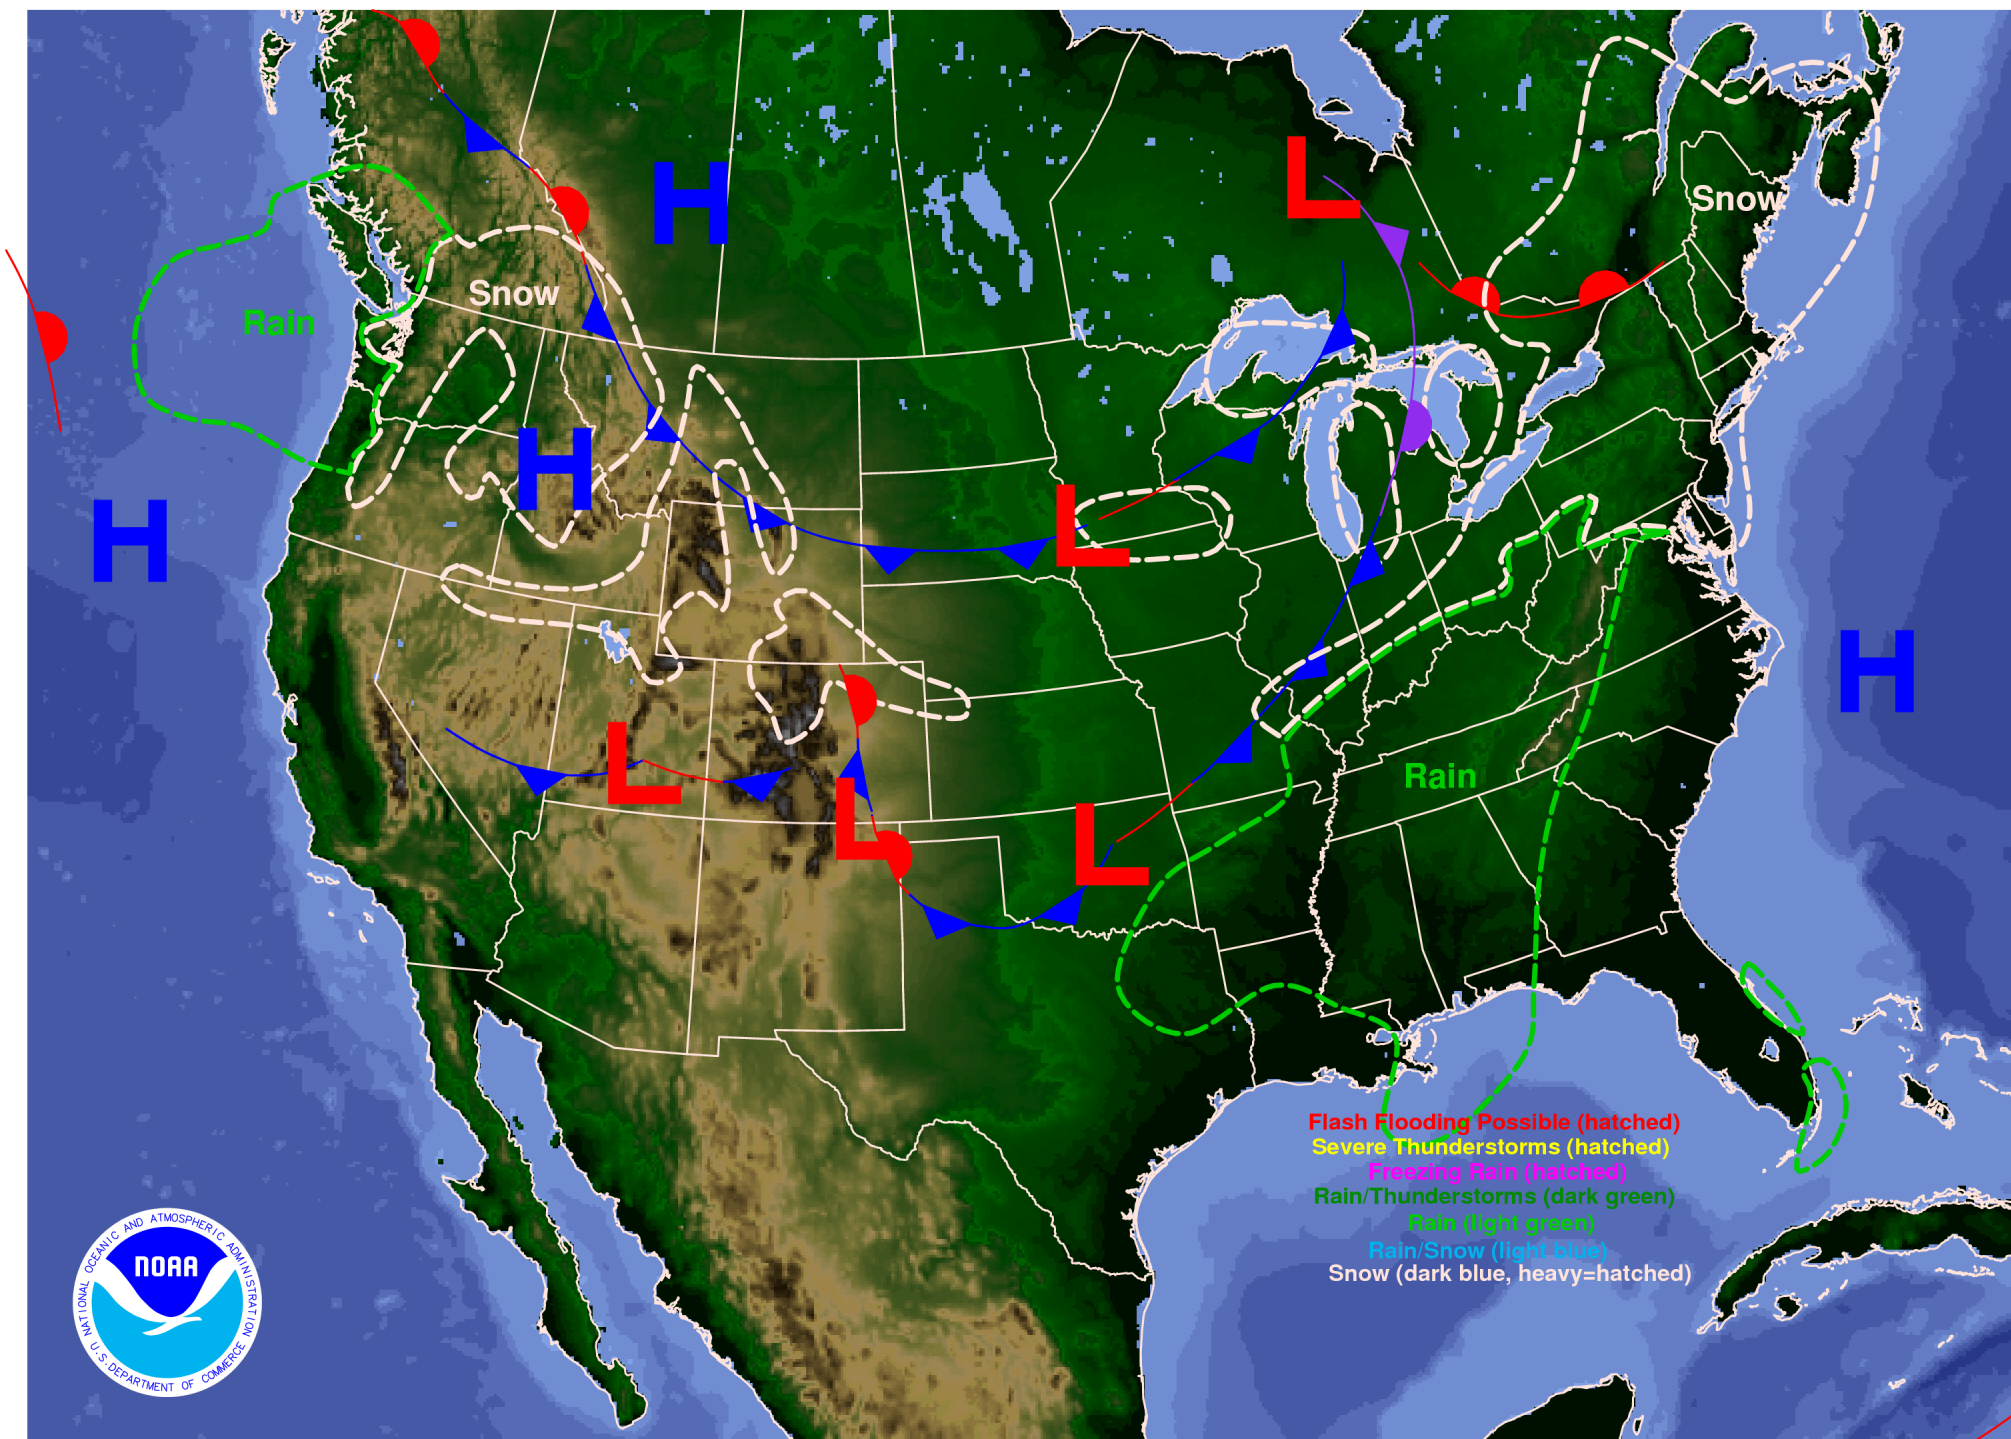 L
H
Snow
Snow
Rain
H
L
H
H
Rain
L
L
L
H
Flash Flooding Possible (hatched)
Severe Thunderstorms (hatched)
Freezing Rain (hatched)
Rain/Thunderstorms (dark green)
Rain (light green)
Rain/Snow (light blue)
Snow (dark blue, heavy=hatched)
NATIONAL OCEANIC AND ATMOSPHERIC ADMINISTRATION
NOAA
U.S. DEPARTMENT OF COMMERCE